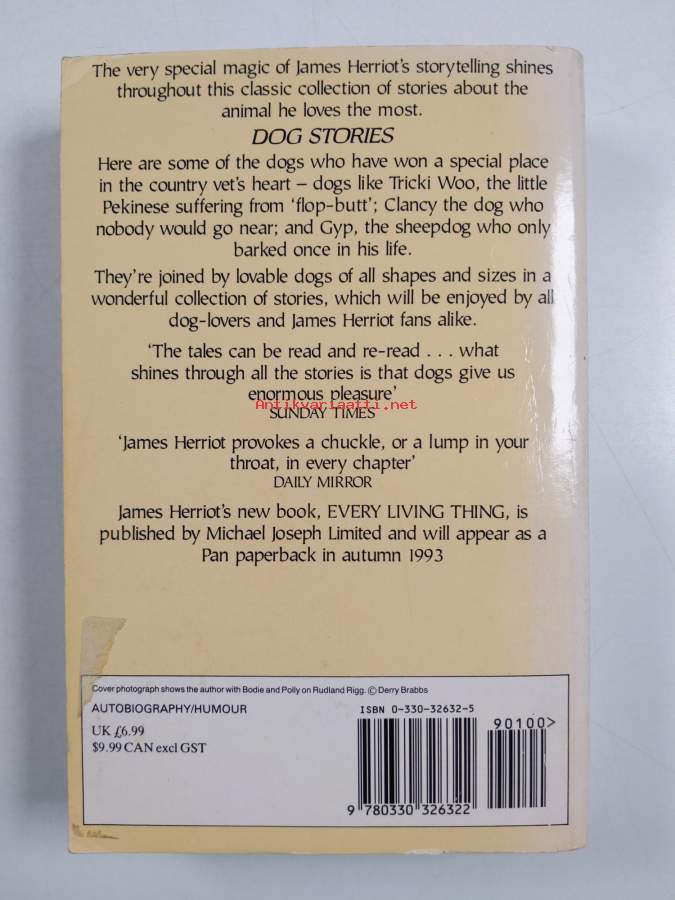 The very special magic of James Herriot's storytelling shines
throughout this classic collection of stories about the
animal he loves the most.
DOG STORIES
Here are some of the dogs who have won a special place
in the country vet's heart – dogs like Tricki Woo, the little
Pekinese suffering from 'flop-butt'; Clancy the dog who
nobody would go near; and Gyp, the sheepdog who only
barked once in his life.
They're joined by lovable dogs of all shapes and sizes in a
wonderful collection of stories, which will be enjoyed by all
dog-lovers and James Herriot fans alike.
'The tales can be read and re-read . . . what
shines through all the stories is that dogs give us
enormous pleasure'
Antikvariaatti.net
SUNDAY TIMES
'James Herriot provokes a chuckle, or a lump in your
throat, in every chapter'
DAILY MIRROR
James Herriot's new book, EVERY LIVING THING, is
published by Michael Joseph Limited and will appear as a
Pan paperback in autumn 1993
Cover photograph shows the author with Bodie and Polly on Rudland Rigg. © Derry Brabbs
AUTOBIOGRAPHY/HUMOUR
UK £6.99
$9.99 CAN excl GST
ISBN 0-330-32632-5
90100>
9 780330 326322